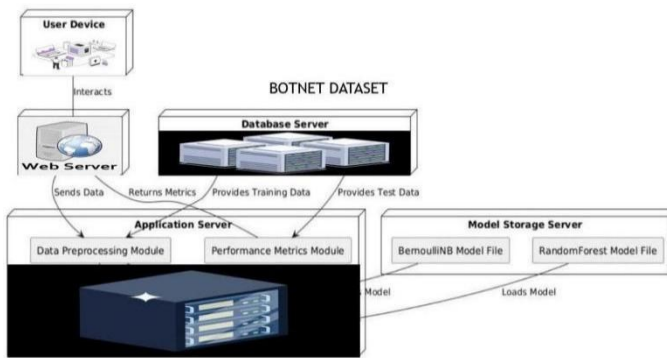 User Device
Interacts
BOTNET DATASET
Database Server
Web Server
Sends Data
Returns Metrics
Provides Training Data
Provides Test Data
Application Server
Model Storage Server
Data Preprocessing Module
Performance Metrics Module
BernoulliNB Model File
RandomForest Model File
Model
Loads Model